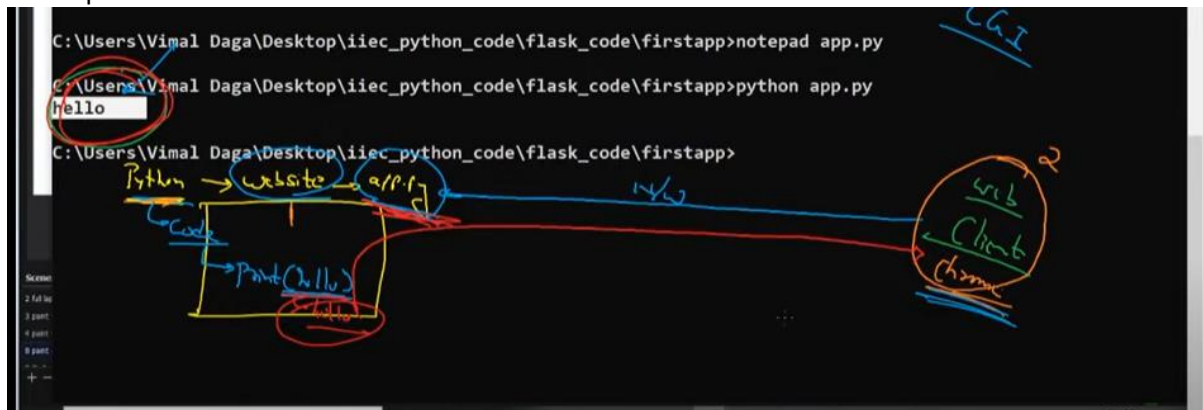 CGI
C:\Users\Vimal Daga\Desktop\iiec_python_code\flask_code\firstapp>notepad app.py
C:\Users\Vimal Daga\Desktop\iiec_python_code\flask_code\firstapp>python app.py
hello
C:\Users\Vimal Daga\Desktop\iiec_python_code\flask_code\firstapp>
Python → website → app.py
N/W
2
web
Client
Chrome
Code
print(hello)
hello
Scene